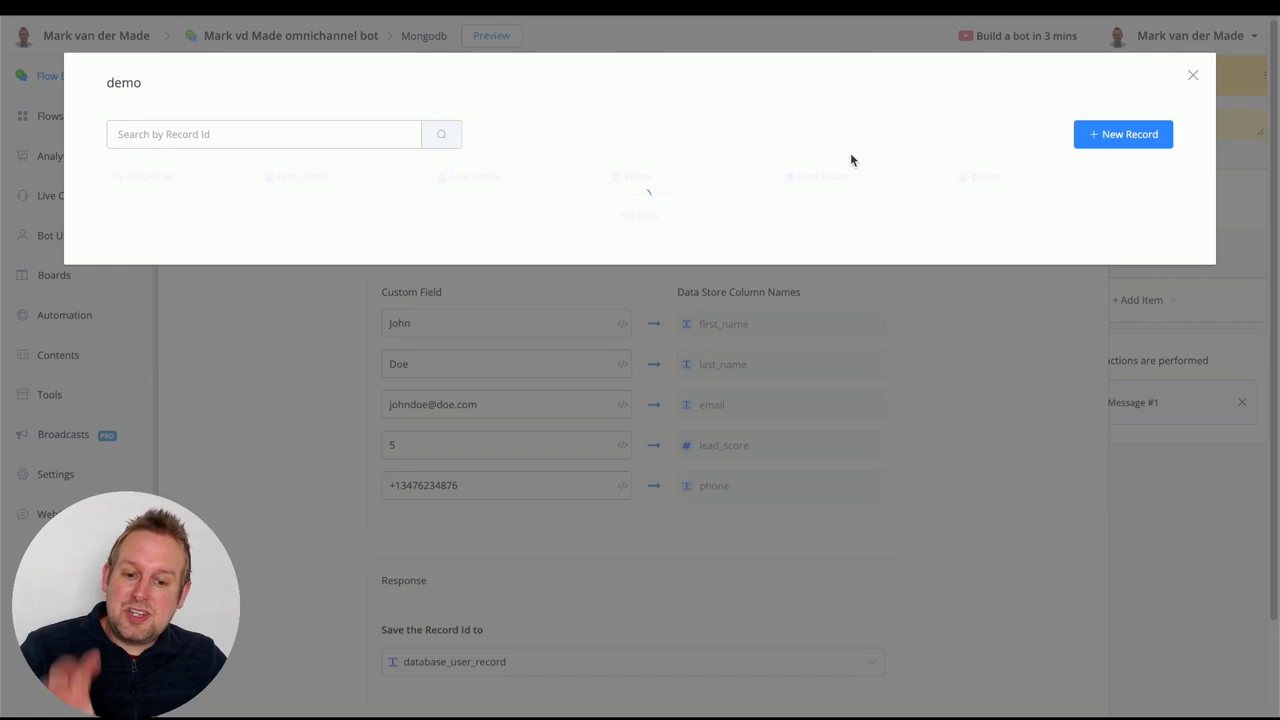 Mark van der Made
Mark vd Made omnichannel bot
Mongodb
Preview
Build a bot in 3 mins
Mark van der Made
demo
Search by Record Id
+ New Record
Record Id
first_name
last_name
email
lead_score
phone
No Data
Flow
Flows
Analy
Live C
Bot U
Boards
Automation
Contents
Tools
Broadcasts PRO
Settings
Web
Custom Field
Data Store Column Names
John
first_name
Doe
last_name
johndoe@doe.com
email
5
# lead_score
+13476234876
phone
Response
Save the Record Id to
database_user_record
+ Add Item
ctions are performed
Message #1